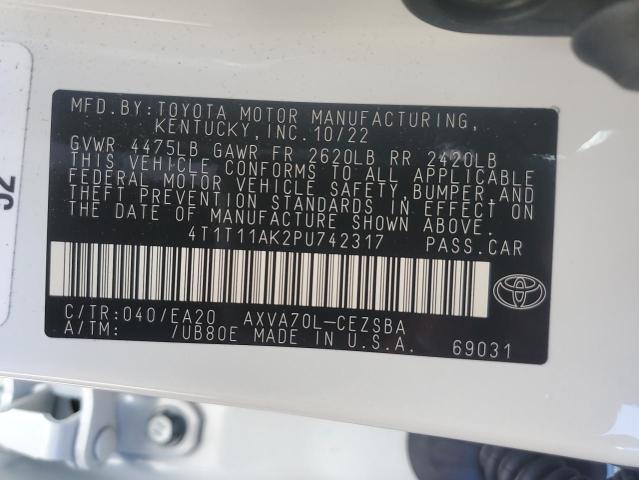 MFD.BY:TOYOTA MOTOR MANUFACTURING,
KENTUCKY,INC.10/22
GVWR 4475LB GAWR FR 2620LB RR 2420LB
THIS VEHICLE CONFORMS TO ALL APPLICABLE
FEDERAL MOTOR VEHICLE SAFETY, BUMPER,AND
THEFT PREVENTION STANDARDS IN EFFECT ON
THE DATE OF MANUFACTURE SHOWN ABOVE.
4T1T11AK2PU742317 PASS.CAR
C/TR:040/EA20 AXVA70L-CEZSBA
A/TM: /UB80E MADE IN U.S.A.
69031